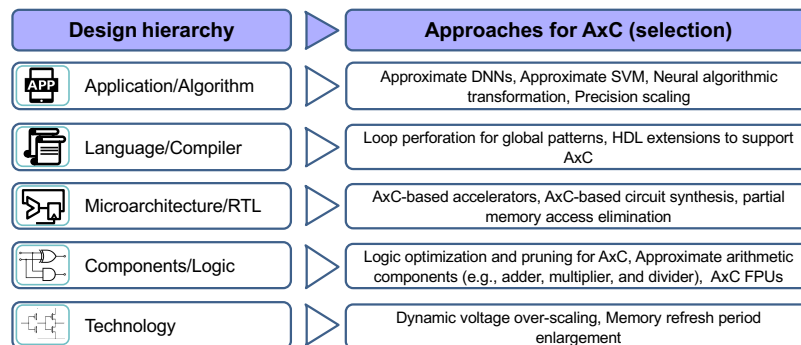 Design hierarchy
Approaches for AxC (selection)
APP
Application/Algorithm
Approximate DNNs, Approximate SVM, Neural algorithmic
transformation, Precision scaling
Language/Compiler
Loop perforation for global patterns, HDL extensions to support
AxC
Microarchitecture/RTL
AxC-based accelerators, AxC-based circuit synthesis, partial
memory access elimination
Components/Logic
Logic optimization and pruning for AxC, Approximate arithmetic
components (e.g., adder, multiplier, and divider), AxC FPUs
Technology
Dynamic voltage over-scaling, Memory refresh period
enlargement